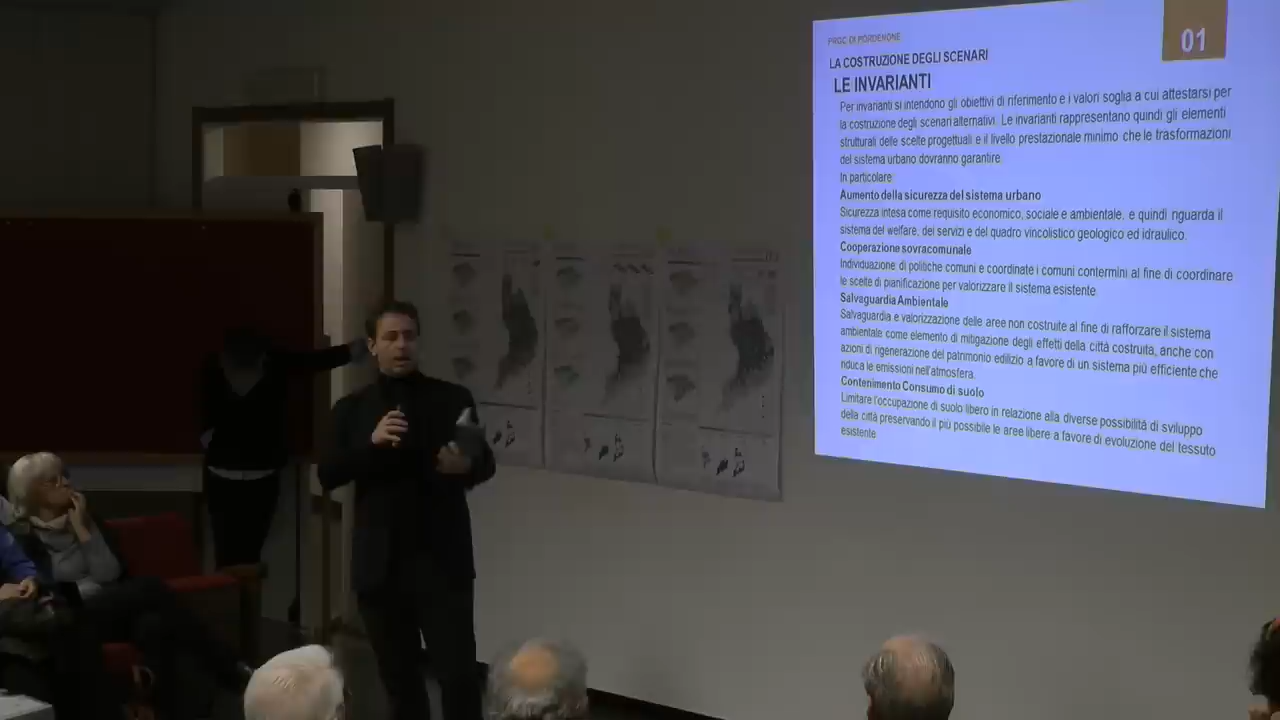 PROC DI PORDENONE
01
LA COSTRUZIONE DEGLI SCENARI
LE INVARIANTI
Per invarianti si intendono gli obiettivi di riferimento e i valori soglia a cui attestarsi per
la costruzione degli scenari alternativi. Le invarianti rappresentano quindi gli elementi
strutturali delle scelte progettuali e il livello prestazionale minimo che le trasformazioni
del sistema urbano dovranno garantire.
In particolare
Aumento della sicurezza del sistema urbano
Sicurezza intesa come requisito economico, sociale e ambientale, e quindi riguarda il
sistema del welfare, dei servizi e del quadro vincolistico geologico ed idraulico.
Cooperazione sovracomunale
Individuazione di politiche comuni e coordinate i comuni contermini al fine di coordinare
le scelte di pianificazione per valorizzare il sistema esistente.
Salvaguardia Ambientale
Salvaguardia e valorizzazione delle aree non costruite al fine di rafforzare il sistema
ambientale come elemento di mitigazione degli effetti della città costruita, anche con
azioni di rigenerazione del patrimonio edilizio a favore di un sistema più efficiente che
riduca le emissioni nell'atmosfera.
Contenimento Consumo di suolo
Limitare l'occupazione di suolo libero in relazione alla diverse possibilità di sviluppo
della città preservando il più possibile le aree libere a favore di evoluzione del tessuto
esistente